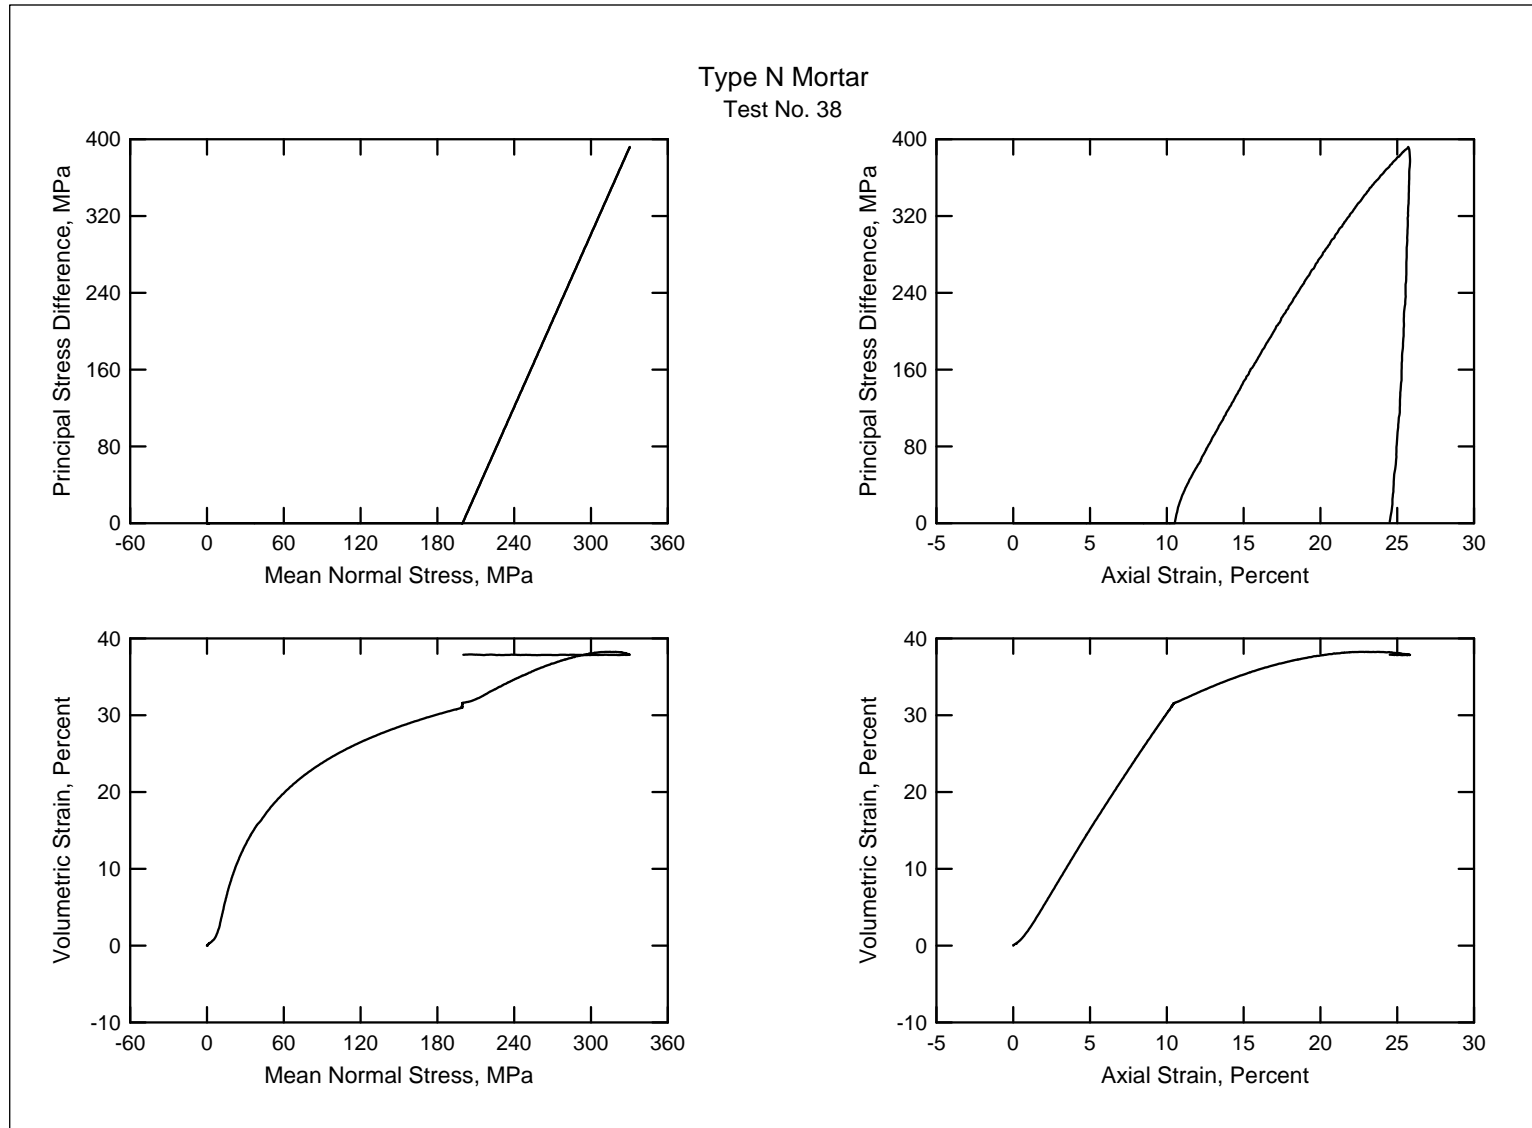 Type N Mortar
Test No. 38
Principal Stress Difference, MPa
400
320
240
160
80
0
-60 0 60 120 180 240 300 360
Mean Normal Stress, MPa
Principal Stress Difference, MPa
400
320
240
160
80
0
-5 0 5 10 15 20 25 30
Axial Strain, Percent
Volumetric Strain, Percent
40
30
20
10
0
-10
-60 0 60 120 180 240 300 360
Mean Normal Stress, MPa
Volumetric Strain, Percent
40
30
20
10
0
-10
-5 0 5 10 15 20 25 30
Axial Strain, Percent